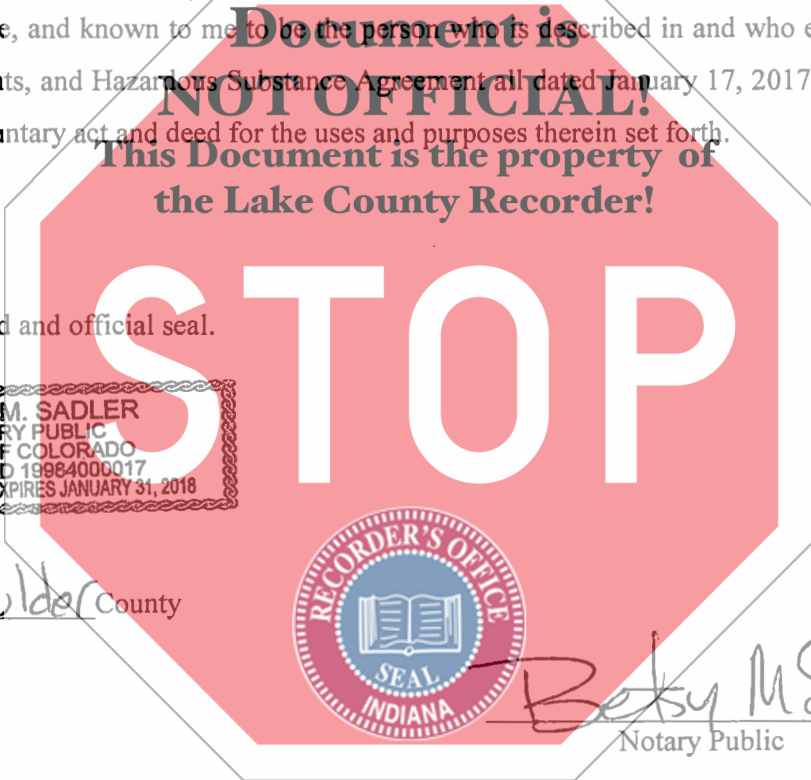 e, and known to me to be the person who is described in and who e
Document is
ts, and Hazardous Substance Agreement all dated January 17, 2017
NOT OFFICIAL!
ntary act and deed for the uses and purposes therein set forth.
This Document is the property of
the Lake County Recorder!
STOP
d and official seal.
M. SADLER
RY PUBLIC
F COLORADO
D 19984000017
XPIRES JANUARY 31, 2018
ulder County
RECORDER'S OFFICE
SEAL
INDIANA
Betsy M S
Notary Public